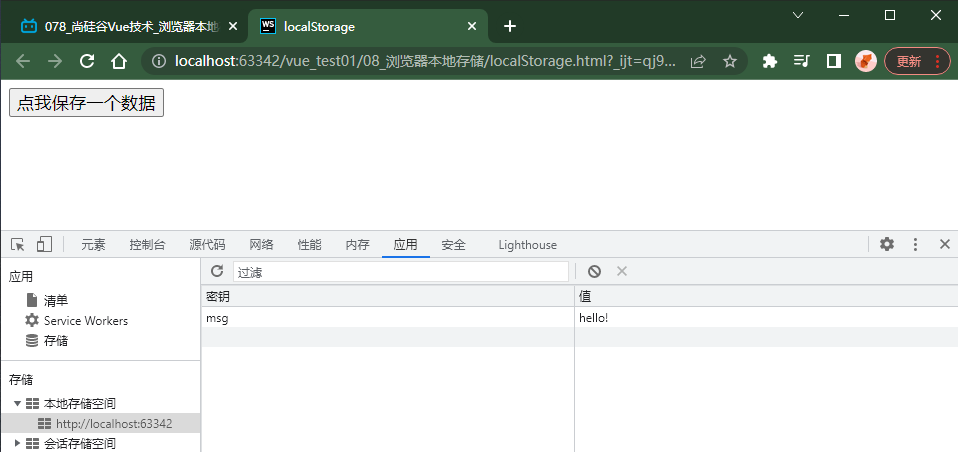 078_尚硅谷Vue技术_浏览器本地
localStorage
localhost:63342/vue_test01/08_浏览器本地存储/localStorage.html?_ijt=qj9...
更新
点我保存一个数据
元素 控制台 源代码 网络 性能 内存 应用 安全 Lighthouse
应用
过滤
清单
Service Workers
存储
密钥 值
msg hello!
存储
本地存储空间
http://localhost:63342
会话存储空间